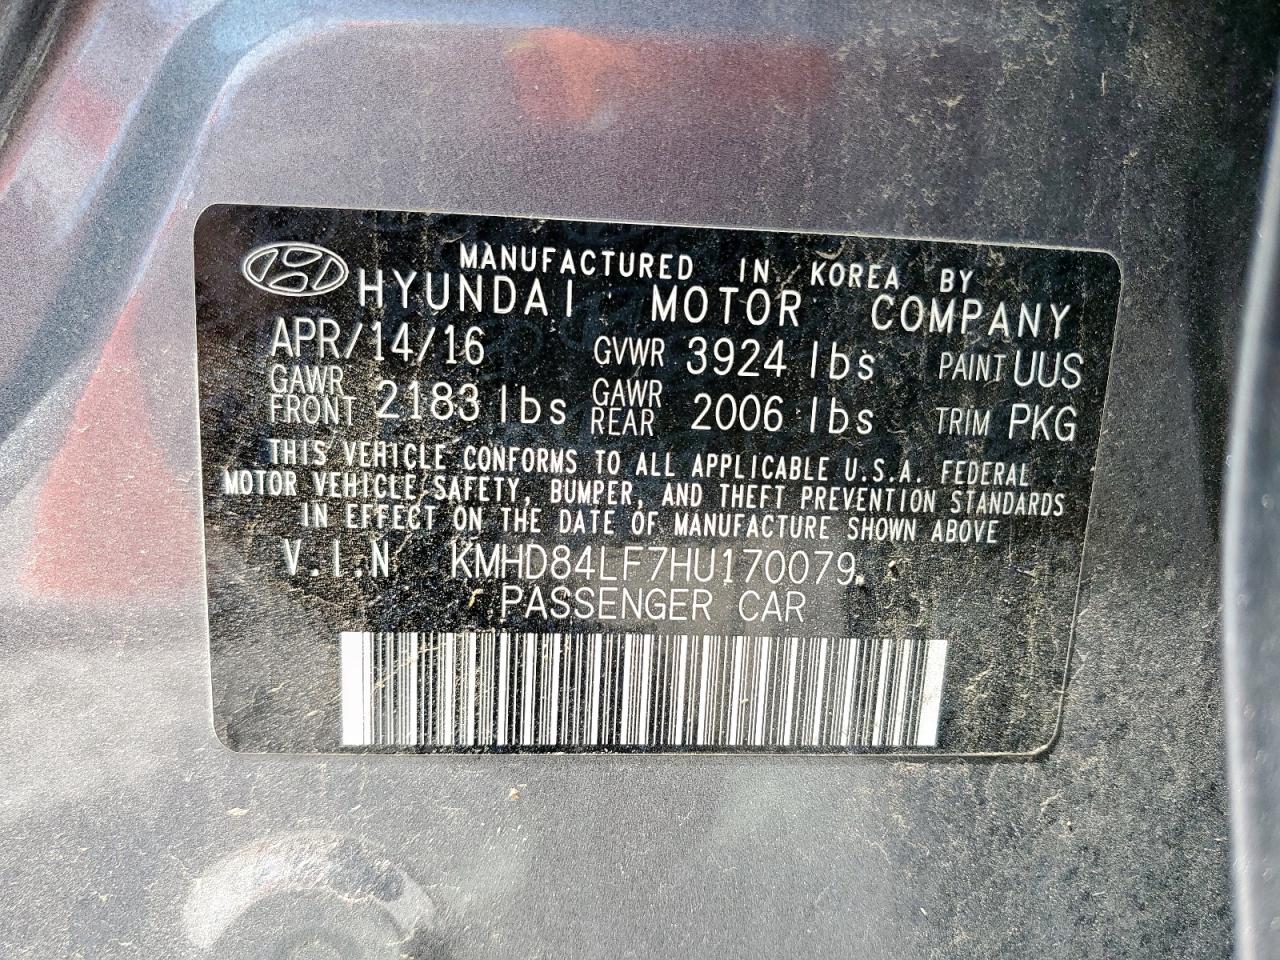 MANUFACTURED IN KOREA BY
HYUNDAI MOTOR COMPANY
APR/14/16 GVWR 3924 lbs PAINT UUS
GAWR FRONT 2183 lbs GAWR REAR 2006 lbs TRIM PKG
THIS VEHICLE CONFORMS TO ALL APPLICABLE U.S.A. FEDERAL
MOTOR VEHICLE SAFETY, BUMPER, AND THEFT PREVENTION STANDARDS
IN EFFECT ON THE DATE OF MANUFACTURE SHOWN ABOVE
V.I.N KMHD84LF7HU170079
PASSENGER CAR